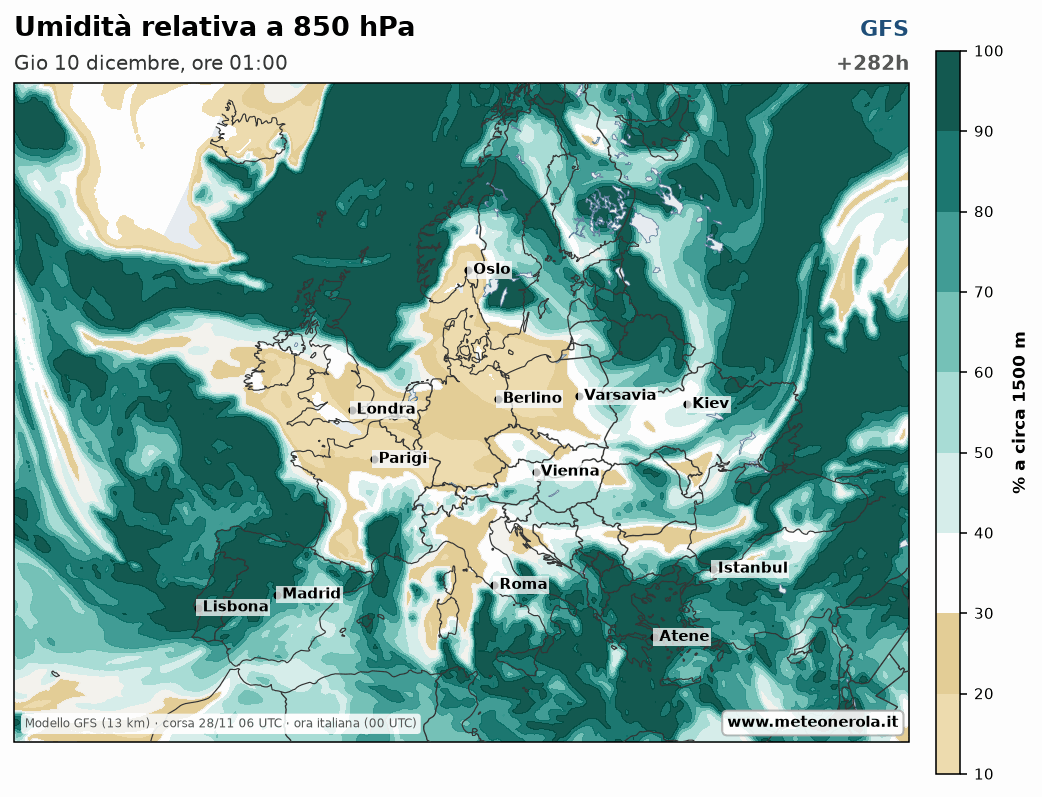 Umidità relativa a 850 hPa
GFS
Gio 10 dicembre, ore 01:00
+282h
100
90
80
70
60
50
40
30
20
10
% a circa 1500 m
Oslo
Berlino
Varsavia
Kiev
Londra
Parigi
Vienna
Istanbul
Roma
Madrid
Lisbona
Atene
Modello GFS (13 km) · corsa 28/11 06 UTC · ora italiana (00 UTC)
www.meteonerola.it